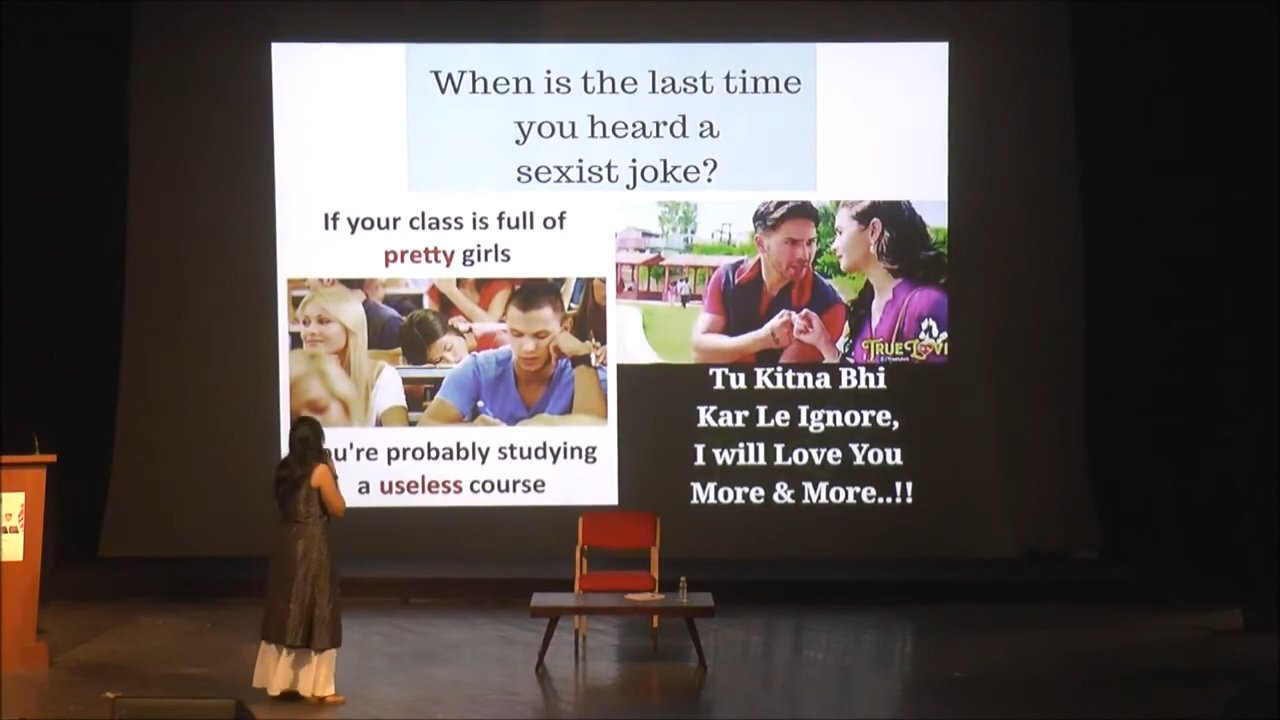 When is the last time
you heard a
sexist joke?
If your class is full of
pretty girls
u're probably studying
a useless course
TRUE LOVE
Tu Kitna Bhi
Kar Le Ignore,
I will Love You
More & More..!!